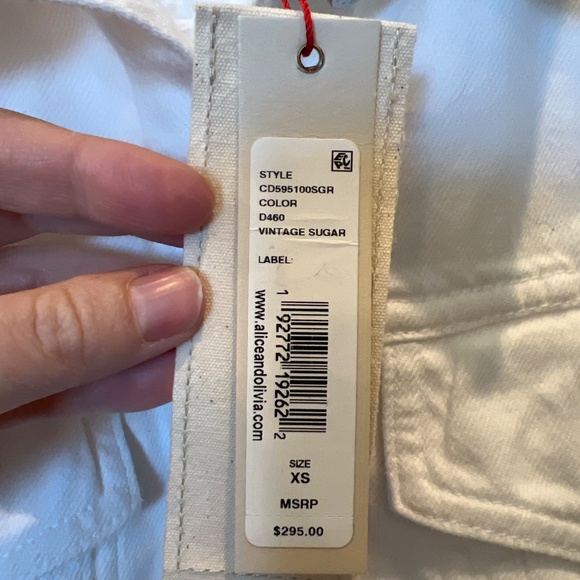 STYLE
CD595100SGR
COLOR
D460
VINTAGE SUGAR
LABEL:
1 92772 19262 2
www.aliceandolivia.com
SIZE
XS
MSRP
$295.00